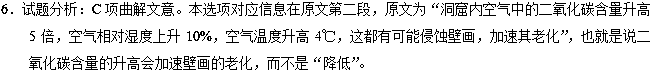 6．试题分析：C 项曲解文意。本选项对应信息在原文第二段，原文为“洞窟内空气中的二氧化碳含量升高
5 倍，空气相对湿度上升 10%，空气温度升高 4℃，这都有可能侵蚀壁画，加速其老化”，也就是说二
氧化碳含量的升高会加速壁画的老化，而不是“降低”。